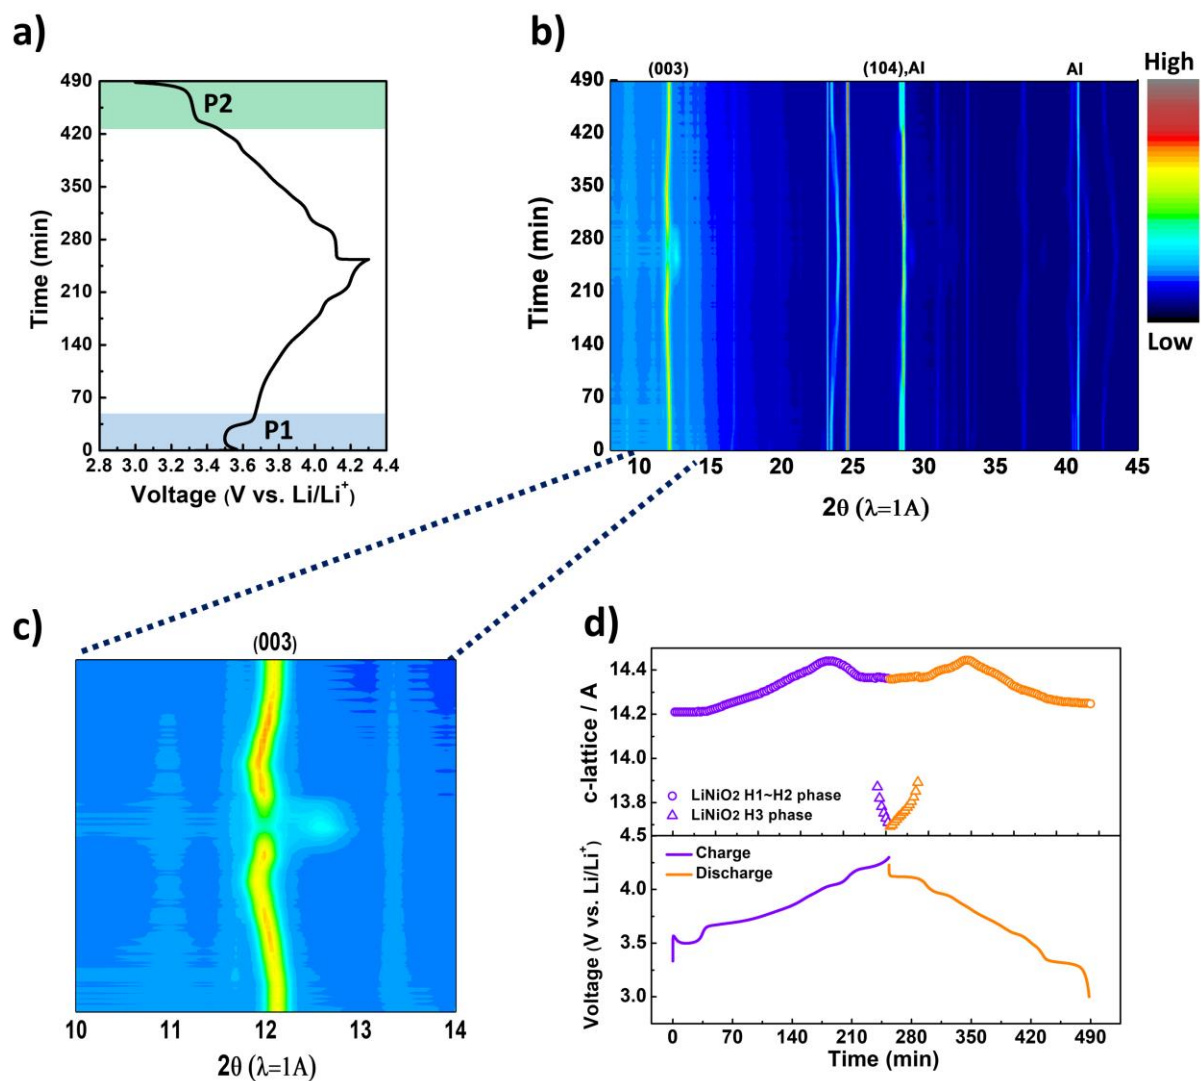 a)
490
420
350
280
210
140
70
0
P2
P1
2.8 3.0 3.2 3.4 3.6 3.8 4.0 4.2 4.4
Time (min)
Voltage (V vs. Li/Li+)
b)
(003) (104),Al Al
490
420
350
280
210
140
70
0
10 15 20 25 30 35 40 45
Time (min)
2θ (λ=1A)
High
Low
c)
(003)
10 11 12 13 14
2θ (λ=1A)
d)
14.4
14.2
14.0
13.8
4.5
c-lattice / A
LiNiO2 H1~H2 phase
LiNiO2 H3 phase
Charge
Discharge
4.0
3.5
3.0
Voltage (V vs. Li/Li+)
0 70 140 210 280 350 420 490
Time (min)